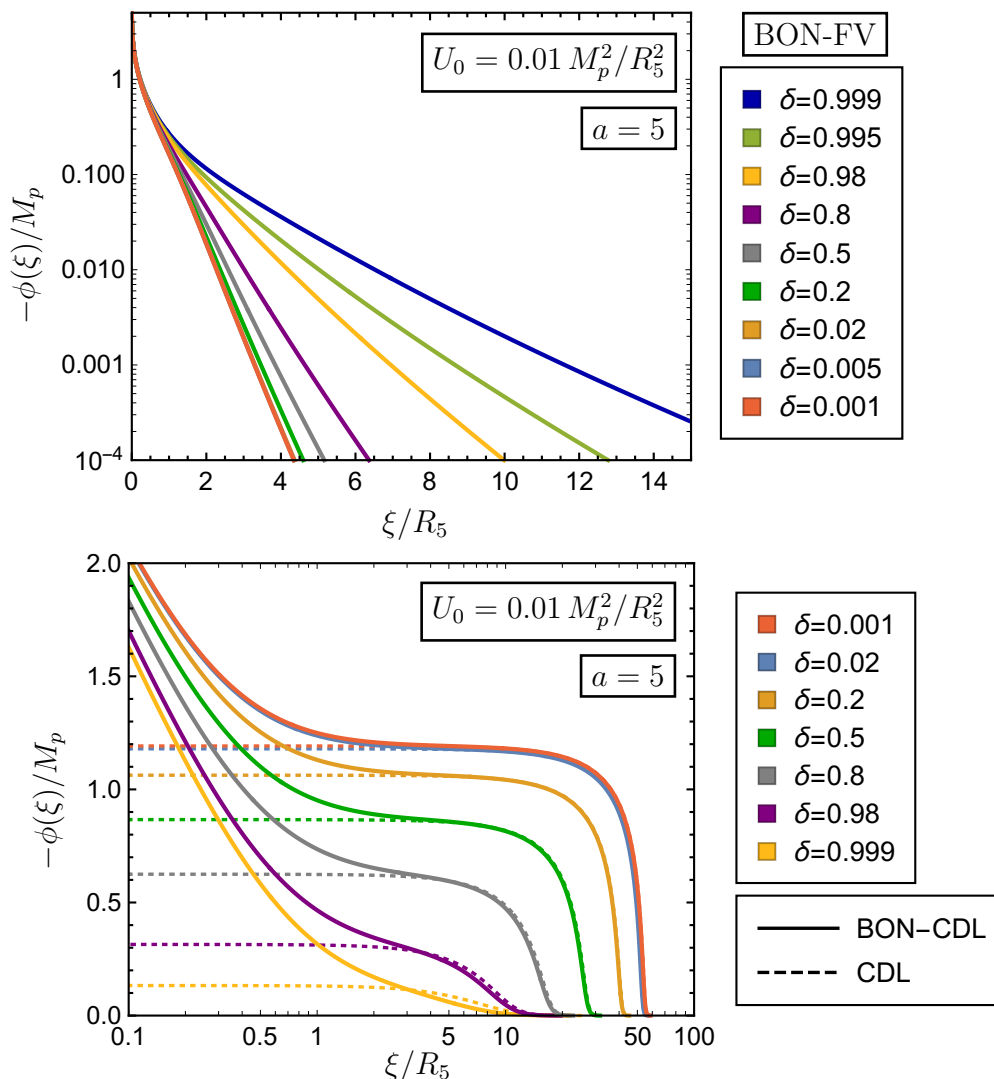 U_0 = 0.01 M_p^2/R_5^2
a = 5
BON-FV
δ=0.999
δ=0.995
δ=0.98
δ=0.8
δ=0.5
δ=0.2
δ=0.02
δ=0.005
δ=0.001
−ϕ(ξ)/M_p
1
0.100
0.010
0.001
10^−4
0 2 4 6 8 10 12 14
ξ/R_5
U_0 = 0.01 M_p^2/R_5^2
a = 5
δ=0.001
δ=0.02
δ=0.2
δ=0.5
δ=0.8
δ=0.98
δ=0.999
BON−CDL
CDL
−ϕ(ξ)/M_p
2.0
1.5
1.0
0.5
0.0
0.1 0.5 1 5 10 50 100
ξ/R_5